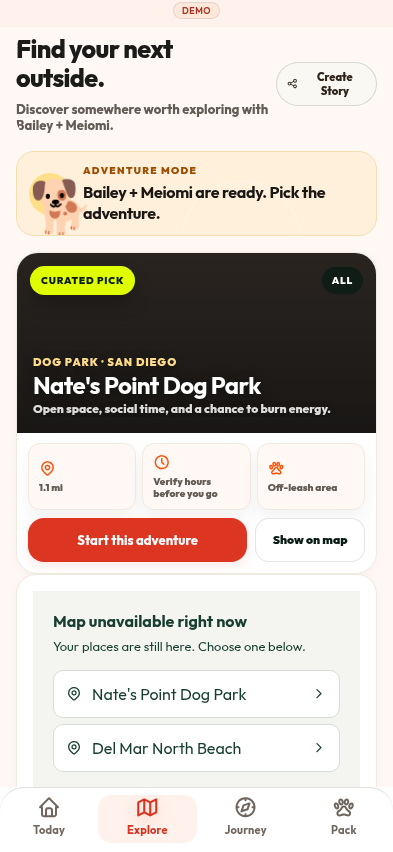 DEMO
Find your next
outside.
Create
Story
Discover somewhere worth exploring with
Bailey + Meiomi.
ADVENTURE MODE
Bailey + Meiomi are ready. Pick the
adventure.
CURATED PICK
ALL
DOG PARK · SAN DIEGO
Nate's Point Dog Park
Open space, social time, and a chance to burn energy.
1.1 mi
Verify hours
before you go
Off-leash area
Start this adventure
Show on map
Map unavailable right now
Your places are still here. Choose one below.
Nate's Point Dog Park
Del Mar North Beach
Today
Explore
Journey
Pack